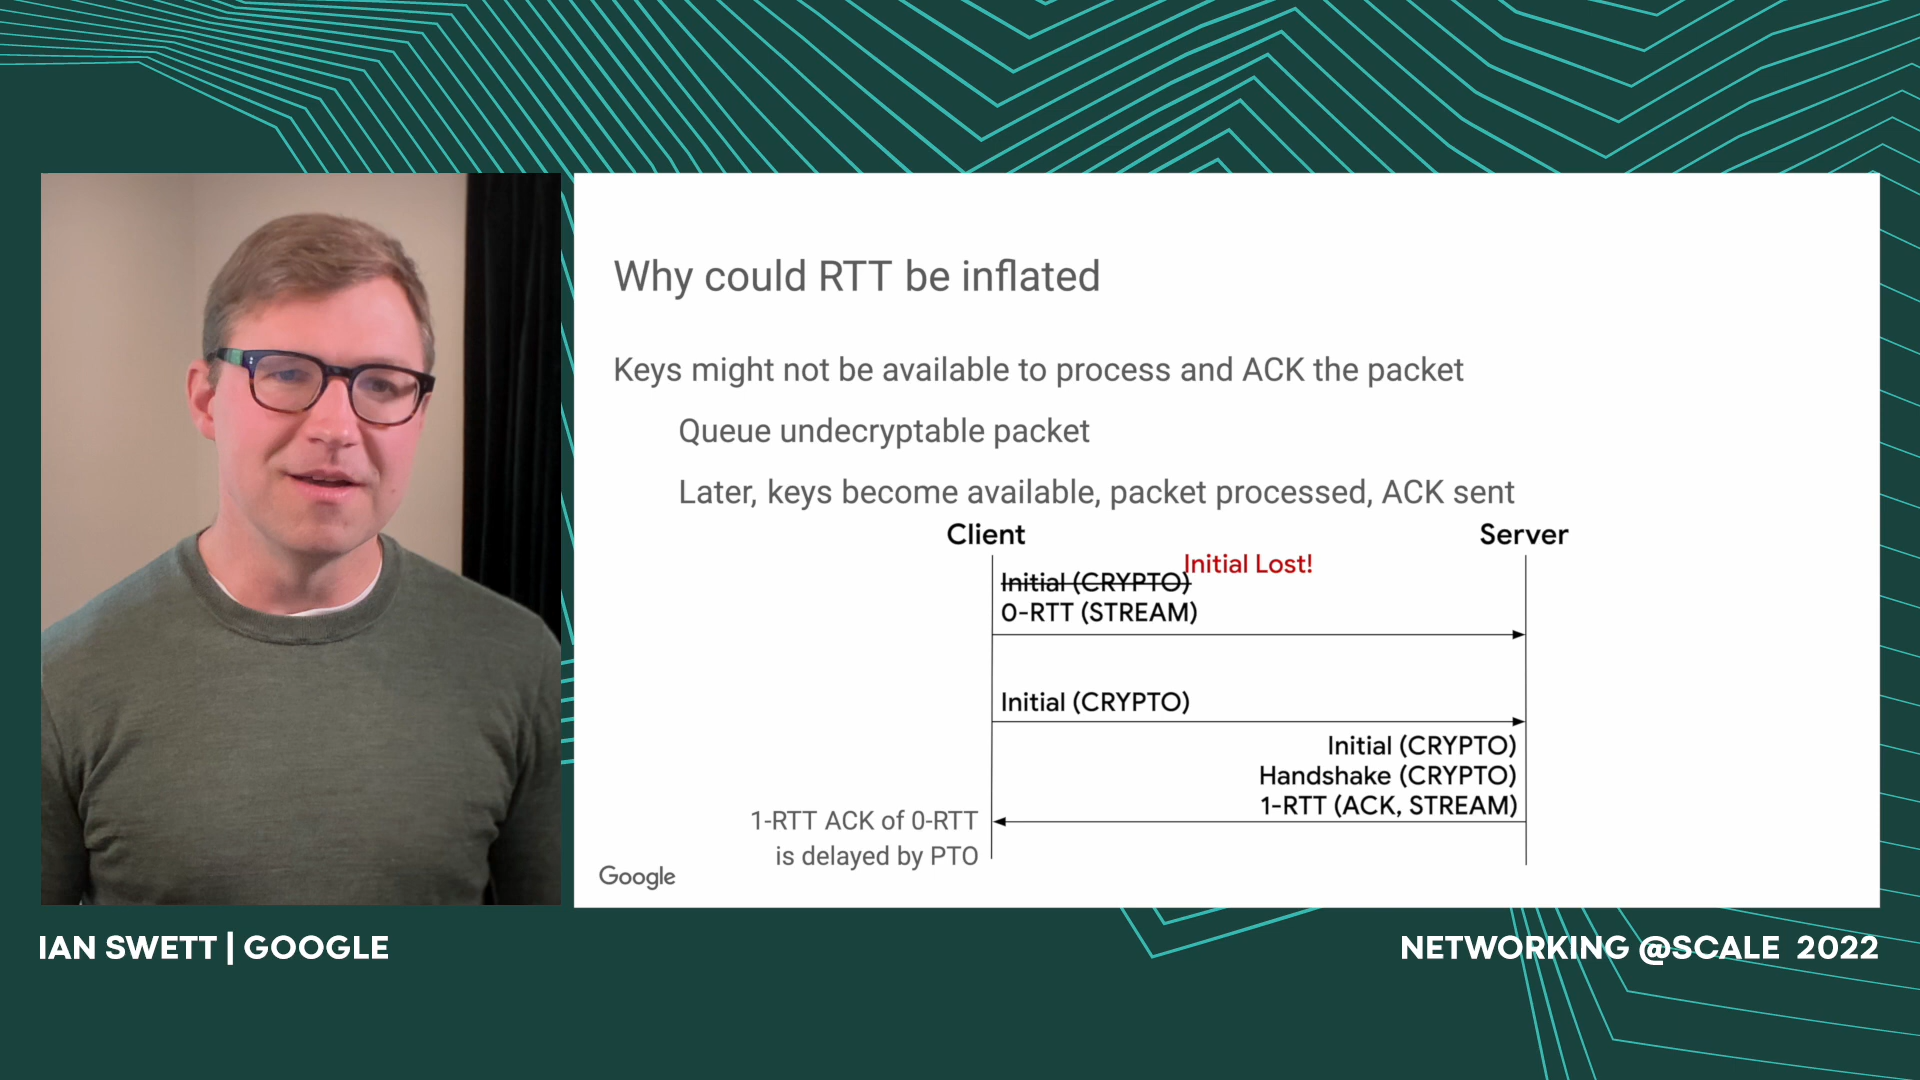 Why could RTT be inflated
Keys might not be available to process and ACK the packet
Queue undecryptable packet
Later, keys become available, packet processed, ACK sent
Client
Server
Initial Lost!
Initial (CRYPTO)
0-RTT (STREAM)
Initial (CRYPTO)
Initial (CRYPTO)
Handshake (CRYPTO)
1-RTT (ACK, STREAM)
1-RTT ACK of 0-RTT
is delayed by PTO
Google
IAN SWETT | GOOGLE
NETWORKING @SCALE 2022